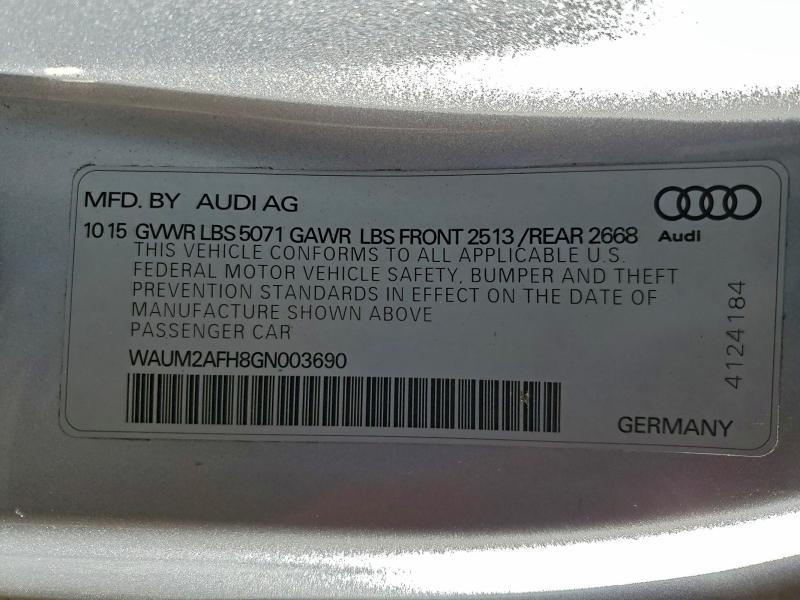 MFD. BY AUDI AG
1015 GVWR LBS 5071 GAWR LBS FRONT 2513 /REAR 2668
Audi
THIS VEHICLE CONFORMS TO ALL APPLICABLE U.S.
FEDERAL MOTOR VEHICLE SAFETY, BUMPER AND THEFT
PREVENTION STANDARDS IN EFFECT ON THE DATE OF
MANUFACTURE SHOWN ABOVE
PASSENGER CAR
WAUM2AFH8GN003690
4124184
GERMANY